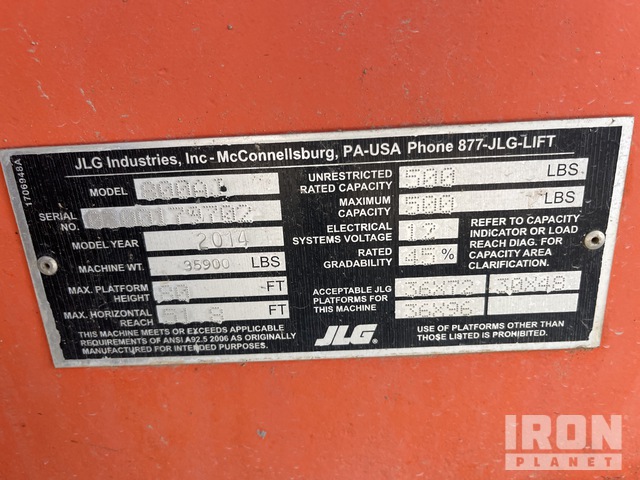 JLG Industries, Inc - McConnellsburg, PA-USA Phone 877-JLG-LIFT
1706948A
MODEL 800AJ
SERIAL NO.
MODEL YEAR 2014
MACHINE WT. 35900 LBS
MAX. PLATFORM HEIGHT 80 FT
MAX. HORIZONTAL REACH 51.8 FT
THIS MACHINE MEETS OR EXCEEDS APPLICABLE
REQUIREMENTS OF ANSI A92.5 2006 AS ORIGINALLY
MANUFACTURED FOR INTENDED PURPOSES.
UNRESTRICTED RATED CAPACITY 500 LBS
MAXIMUM CAPACITY 500 LBS
ELECTRICAL SYSTEMS VOLTAGE 12
RATED GRADABILITY 45 %
REFER TO CAPACITY
INDICATOR OR LOAD
REACH DIAG. FOR
CAPACITY AREA
CLARIFICATION.
ACCEPTABLE JLG
PLATFORMS FOR
THIS MACHINE
36X72 30X48
36X96
JLG®
USE OF PLATFORMS OTHER THAN
THOSE LISTED IS PROHIBITED.
IRON
PLANET